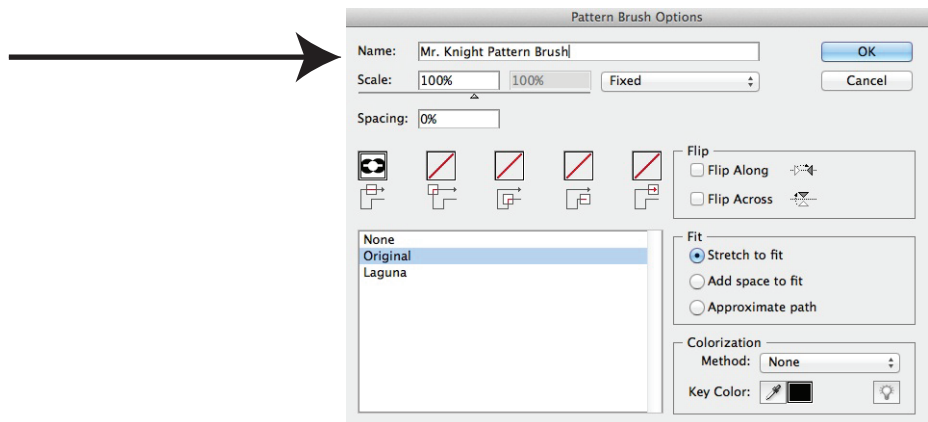 Pattern Brush Options
Name: Mr. Knight Pattern Brush
OK
Scale: 100% 100% Fixed
Cancel
Spacing: 0%
Flip
Flip Along
Flip Across
None
Original
Laguna
Fit
Stretch to fit
Add space to fit
Approximate path
Colorization
Method: None
Key Color: